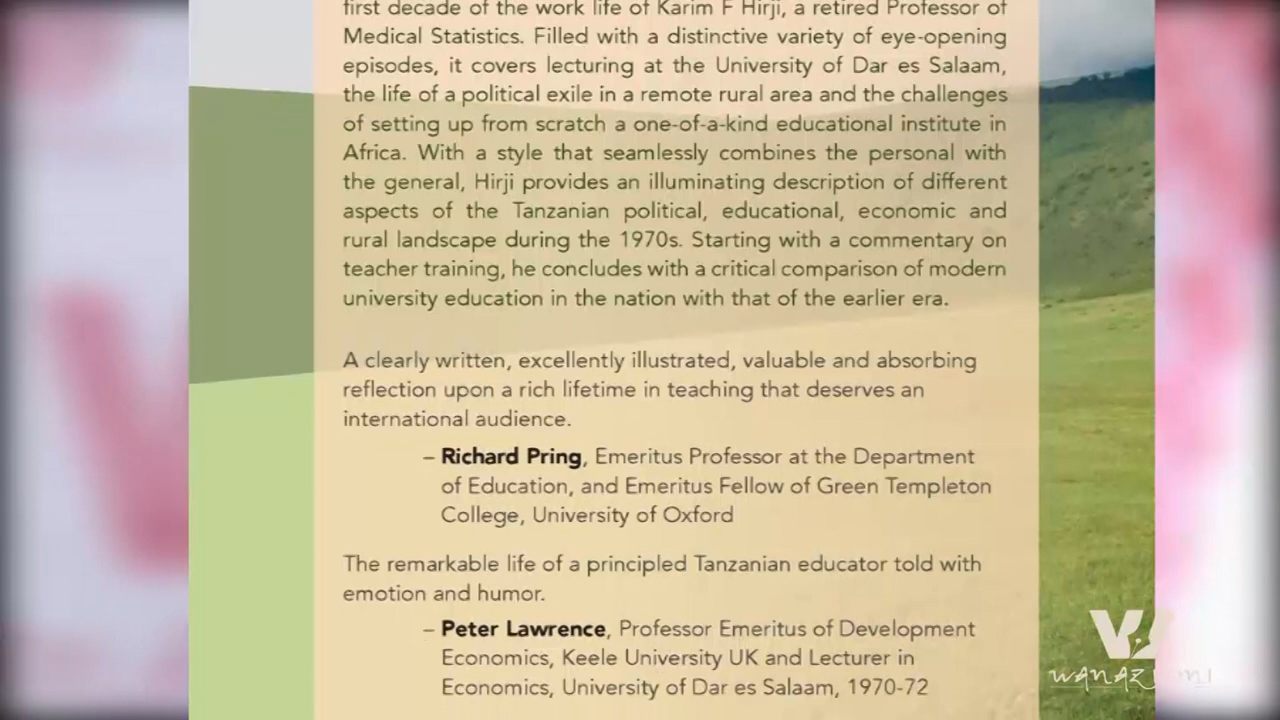 first decade of the work life of Karim F Hirji, a retired Professor of
Medical Statistics. Filled with a distinctive variety of eye-opening
episodes, it covers lecturing at the University of Dar es Salaam,
the life of a political exile in a remote rural area and the challenges
of setting up from scratch a one-of-a-kind educational institute in
Africa. With a style that seamlessly combines the personal with
the general, Hirji provides an illuminating description of different
aspects of the Tanzanian political, educational, economic and
rural landscape during the 1970s. Starting with a commentary on
teacher training, he concludes with a critical comparison of modern
university education in the nation with that of the earlier era.
A clearly written, excellently illustrated, valuable and absorbing
reflection upon a rich lifetime in teaching that deserves an
international audience.
– Richard Pring, Emeritus Professor at the Department
of Education, and Emeritus Fellow of Green Templeton
College, University of Oxford
The remarkable life of a principled Tanzanian educator told with
emotion and humor.
– Peter Lawrence, Professor Emeritus of Development
Economics, Keele University UK and Lecturer in
Economics, University of Dar es Salaam, 1970-72